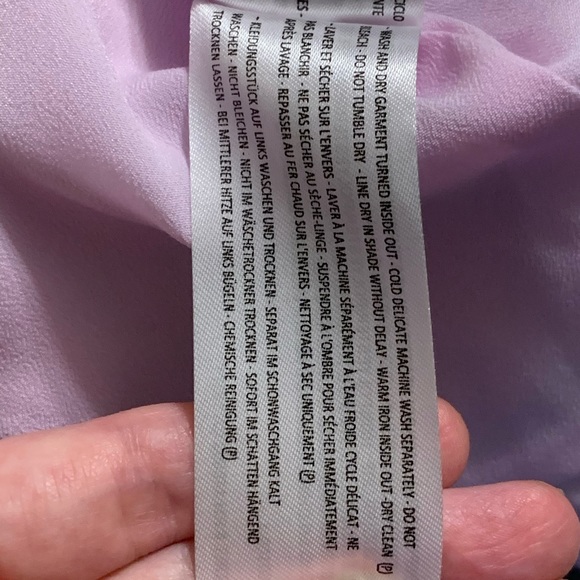 CICLO
NTE
*WASH AND DRY GARMENT TURNED INSIDE OUT - COLD DELICATE MACHINE WASH SEPARATELY - DO NOT
BLEACH - DO NOT TUMBLE DRY - LINE DRY IN SHADE WITHOUT DELAY - WARM IRON INSIDE OUT -DRY CLEAN Ⓟ
*LAVER ET SÉCHER SUR L'ENVERS - LAVER À LA MACHINE SÉPARÉMENT À L'EAU FROIDE CYCLE DÉLICAT - NE
PAS BLANCHIR - NE PAS SÉCHER AU SÈCHE-LINGE - SUSPENDRE À L'OMBRE POUR SÉCHER IMMÉDIATEMENT
APRÈS LAVAGE - REPASSER AU FER CHAUD SUR L'ENVERS - NETTOYAGE À SEC UNIQUEMENT Ⓟ
*KLEIDUNGSSTÜCK AUF LINKS WASCHEN UND TROCKNEN - SEPARAT IM SCHONWASCHGANG KALT
WASCHEN - NICHT BLEICHEN - NICHT IM WÄSCHETROCKNER TROCKNEN - SOFORT IM SCHATTEN HÄNGEND
TROCKNEN LASSEN - BEI MITTLERER HITZE AUF LINKS BÜGELN - CHEMISCHE REINIGUNG Ⓟ